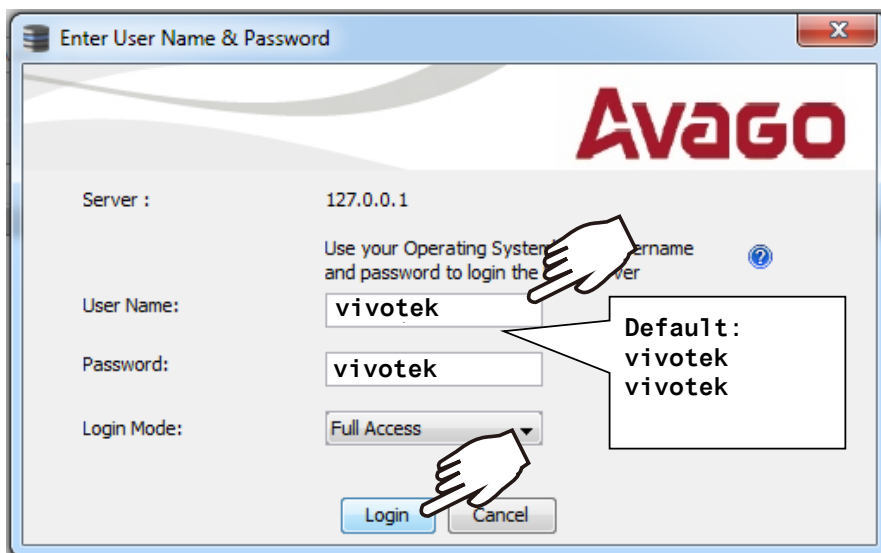 Enter User Name & Password
Avago
Server :
127.0.0.1
Use your Operating System
and password to login the
User Name:
vivotek
Default:
vivotek
vivotek
Password:
vivotek
Login Mode:
Full Access
Login
Cancel